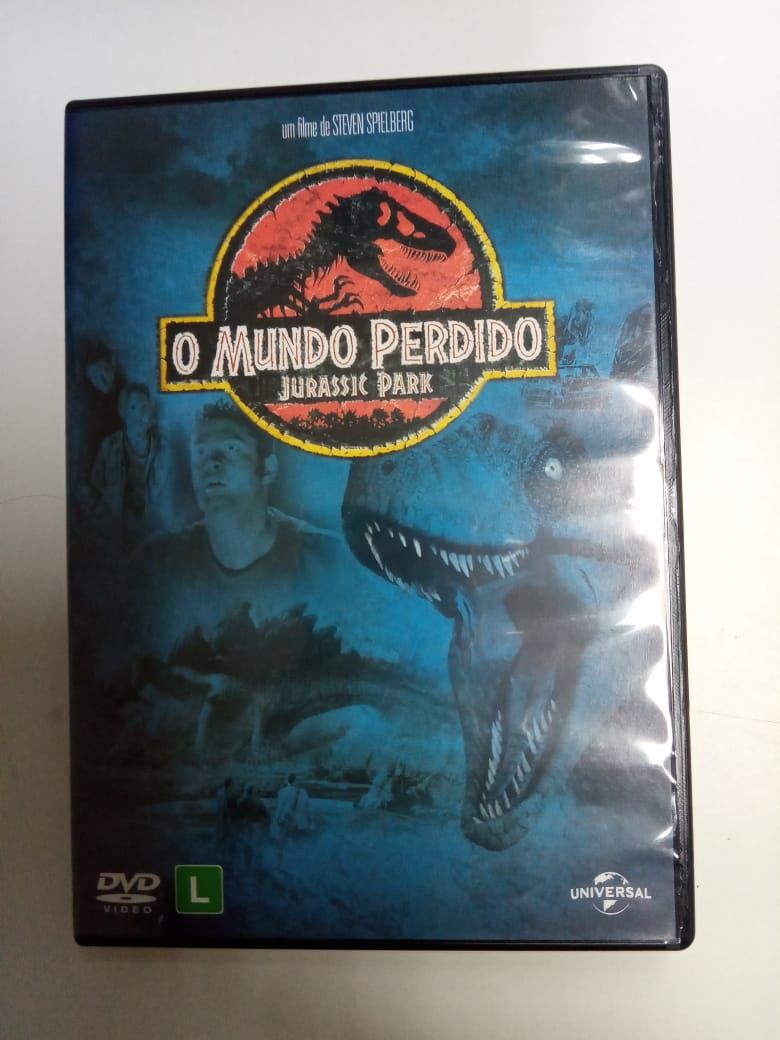 um filme de STEVEN SPIELBERG
O MUNDO PERDIDO
JURASSIC PARK
DVD
VIDEO
L
UNIVERSAL